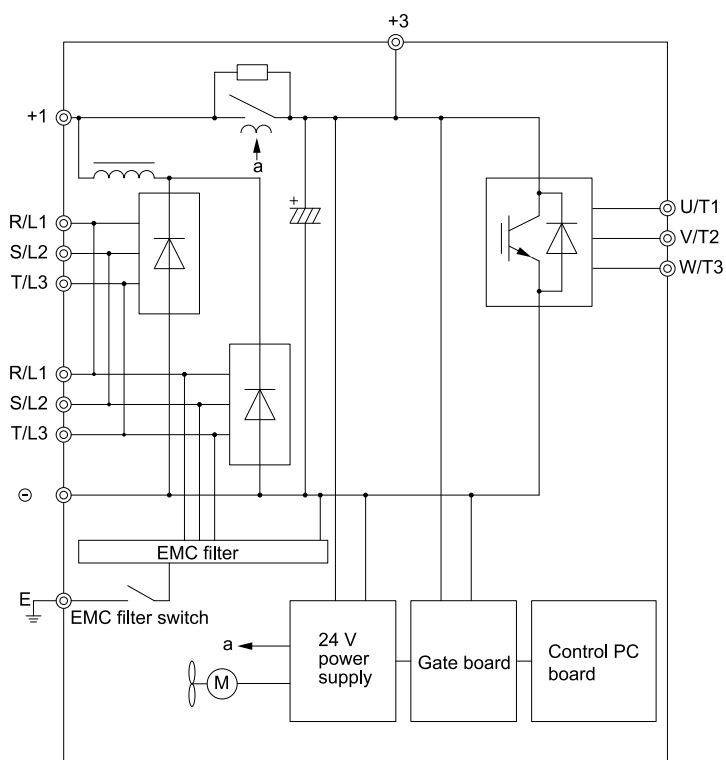 +3
+1
a
+
R/L1
S/L2
T/L3
U/T1
V/T2
W/T3
R/L1
S/L2
T/L3
⊖
EMC filter
E
EMC filter switch
a
M
24 V
power
supply
Gate board
Control PC
board